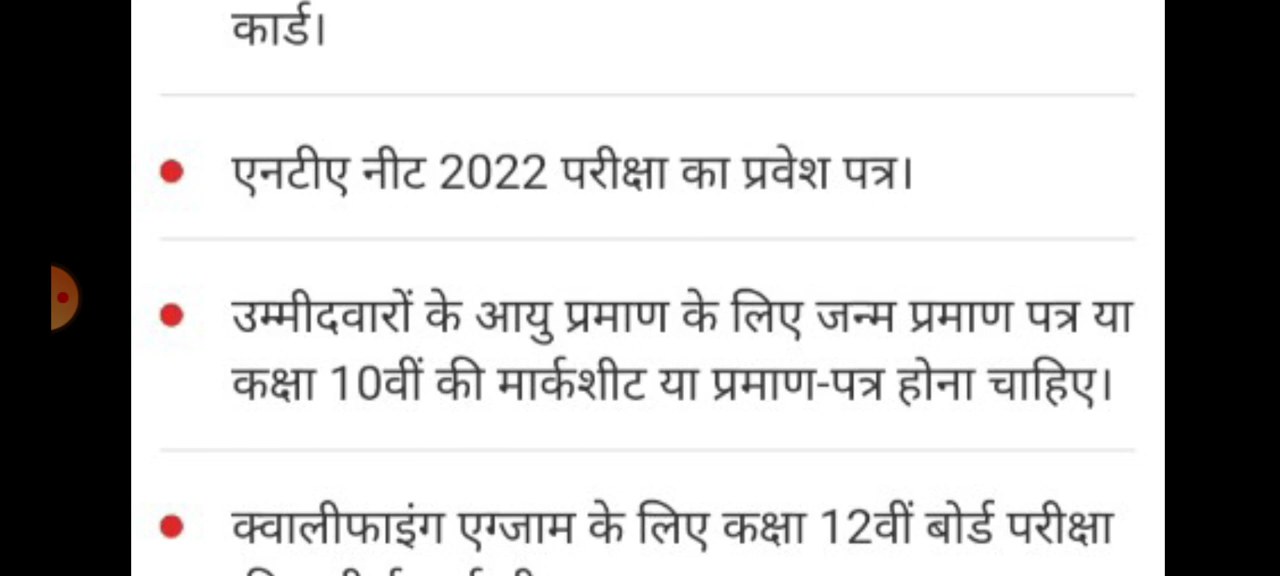 कार्ड।
एनटीए नीट 2022 परीक्षा का प्रवेश पत्र।
उम्मीदवारों के आयु प्रमाण के लिए जन्म प्रमाण पत्र या
कक्षा 10वीं की मार्कशीट या प्रमाण-पत्र होना चाहिए।
क्वालीफाइंग एग्जाम के लिए कक्षा 12वीं बोर्ड परीक्षा